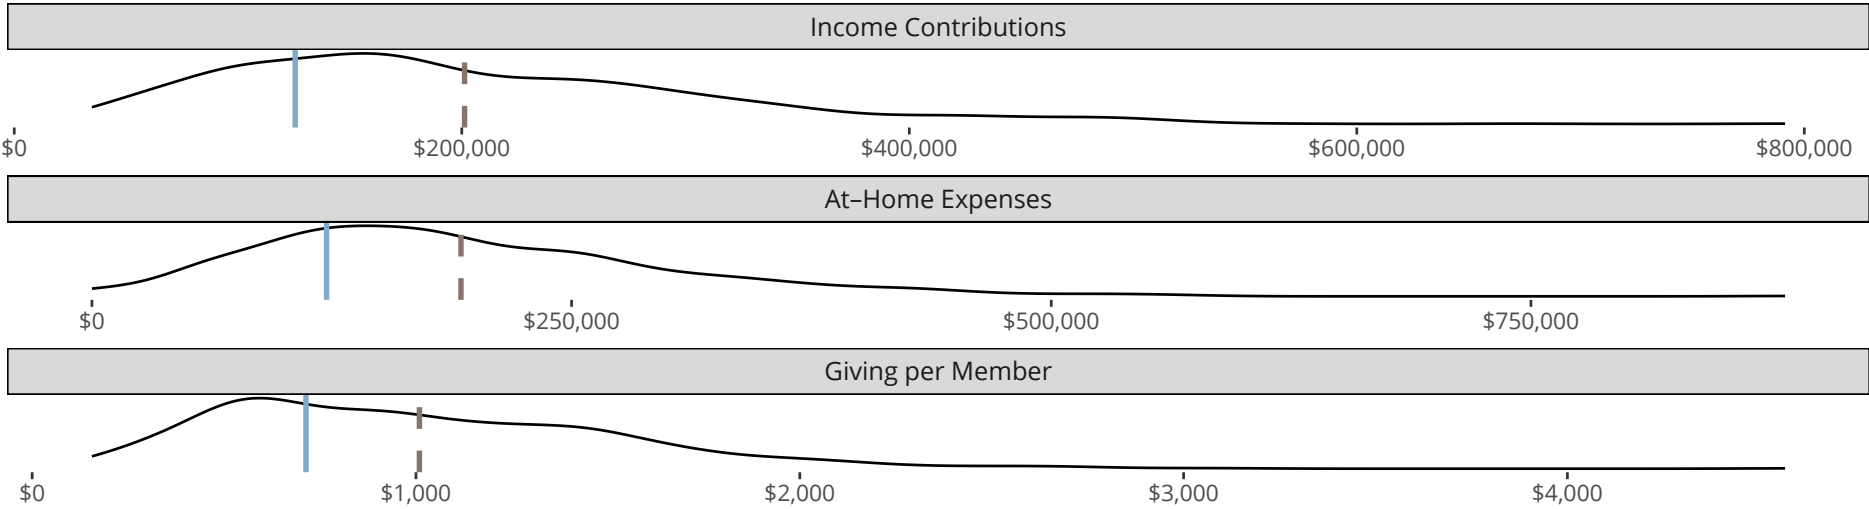 Income Contributions
$0 $200,000 $400,000 $600,000 $800,000
At–Home Expenses
$0 $250,000 $500,000 $750,000
Giving per Member
$0 $1,000 $2,000 $3,000 $4,000